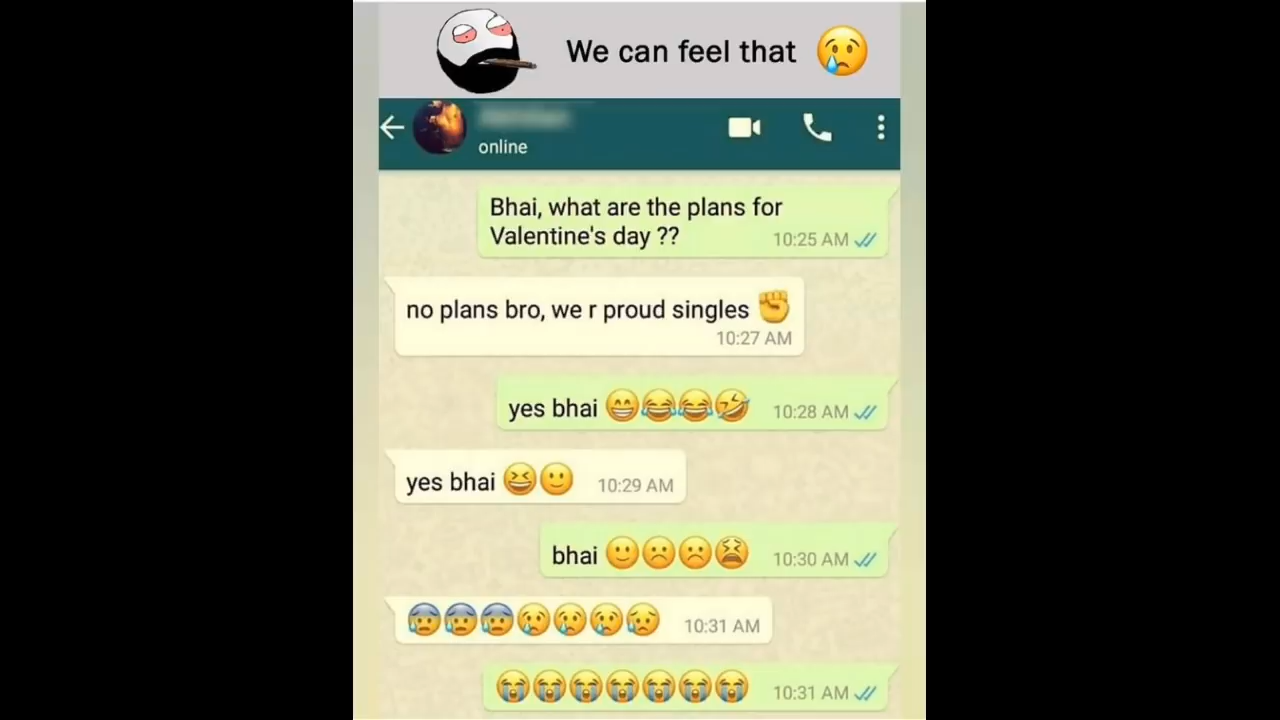 We can feel that 😢
online
Bhai, what are the plans for
Valentine's day ??
10:25 AM
no plans bro, we r proud singles ✊
10:27 AM
yes bhai 😁😂😂🤣 10:28 AM
yes bhai 😆🙂 10:29 AM
bhai 🙂☹️☹️😫 10:30 AM
😰😰😰😢😢😢😥 10:31 AM
😭😭😭😭😭😭😭 10:31 AM